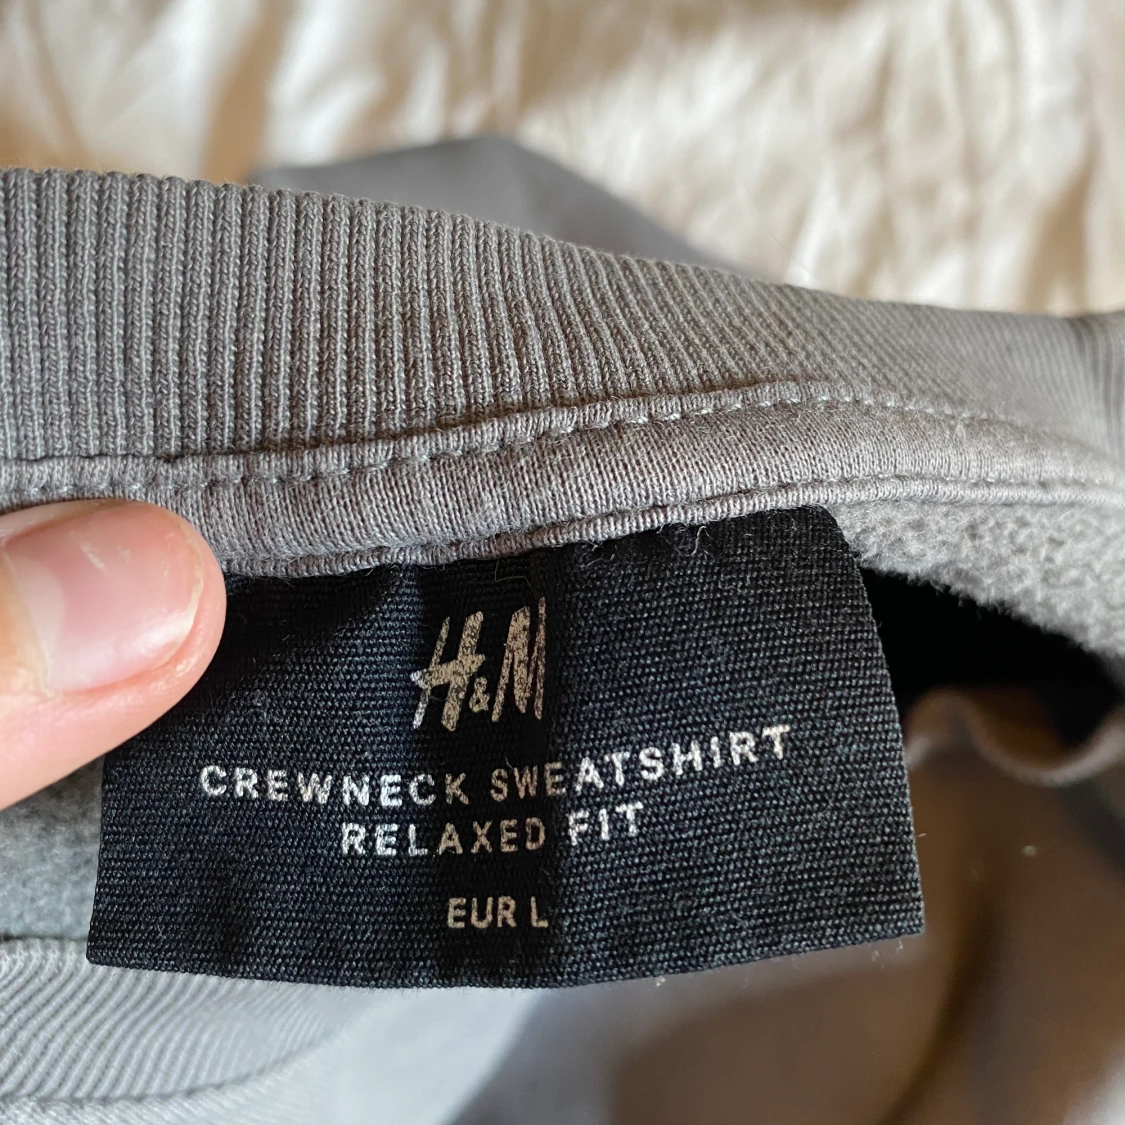 H&M
CREWNECK SWEATSHIRT
RELAXED FIT
EUR L